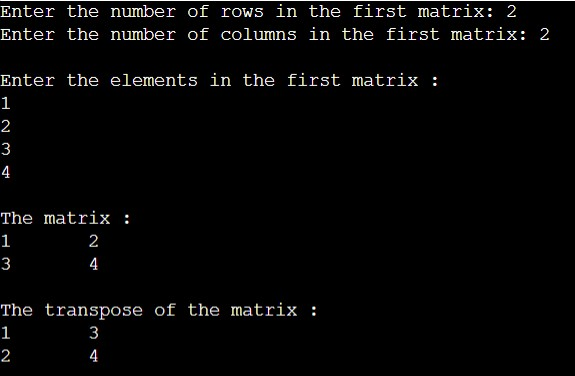 Enter the number of rows in the first matrix: 2
Enter the number of columns in the first matrix: 2
Enter the elements in the first matrix :
1
2
3
4
The matrix :
1 2
3 4
The transpose of the matrix :
1 3
2 4